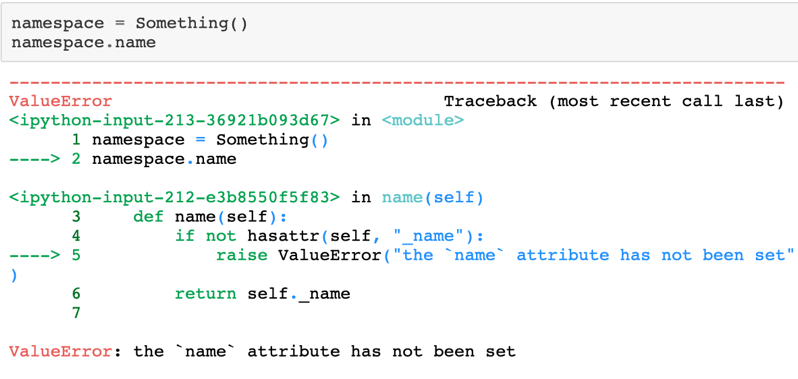 namespace = Something()
namespace.name
---------------------------------------------------------------------------
ValueError                                Traceback (most recent call last)
<ipython-input-213-36921b093d67> in <module>
      1 namespace = Something()
----> 2 namespace.name

<ipython-input-212-e3b8550f5f83> in name(self)
      3     def name(self):
      4         if not hasattr(self, "_name"):
----> 5             raise ValueError("the `name` attribute has not been set"
)
      6         return self._name
      7

ValueError: the `name` attribute has not been set